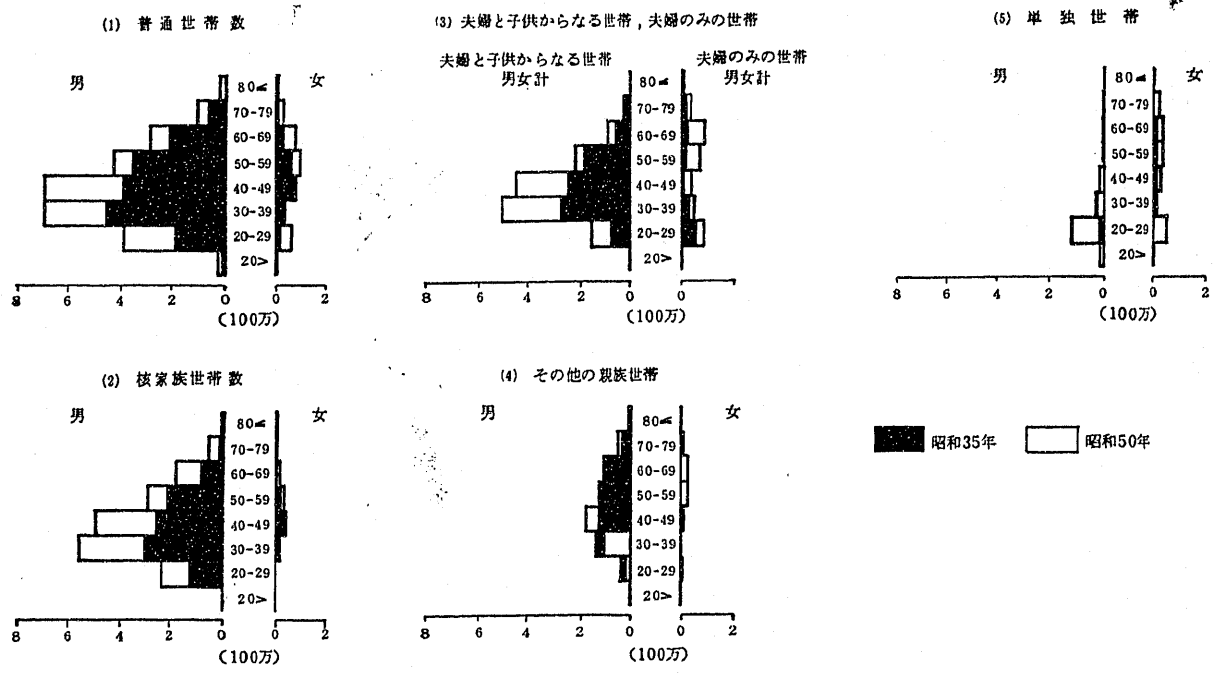 (1) 普通世帯数
男
女
80≦
70-79
60-69
50-59
40-49
30-39
20-29
20>
8 6 4 2 0 0 2
(100万)
(2) 核家族世帯数
男
女
80≦
70-79
60-69
50-59
40-49
30-39
20-29
20>
8 6 4 2 0 0 2
(100万)
(3) 夫婦と子供からなる世帯,夫婦のみの世帯
夫婦と子供からなる世帯
男女計
夫婦のみの世帯
男女計
80≦
70-79
60-69
50-59
40-49
30-39
20-29
20>
8 4 2 0 0
(100万)
(4) その他の親族世帯
男
女
80≦
70-79
60-69
50-59
40-49
30-39
20-29
20>
8 6 4 2 0 0 2
(100万)
(5) 単独世帯
男
女
80≦
70-79
60-69
50-59
40-49
30-39
20-29
20>
8 6 4 2 0 0 2
(100万)
昭和35年
昭和50年